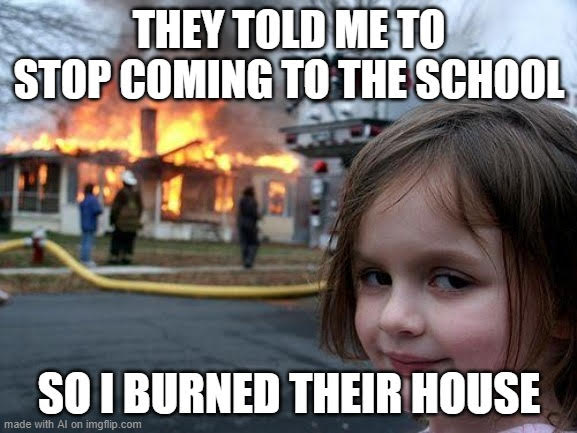 THEY TOLD ME TO
STOP COMING TO THE SCHOOL
SO I BURNED THEIR HOUSE
made with AI on imgflip.com